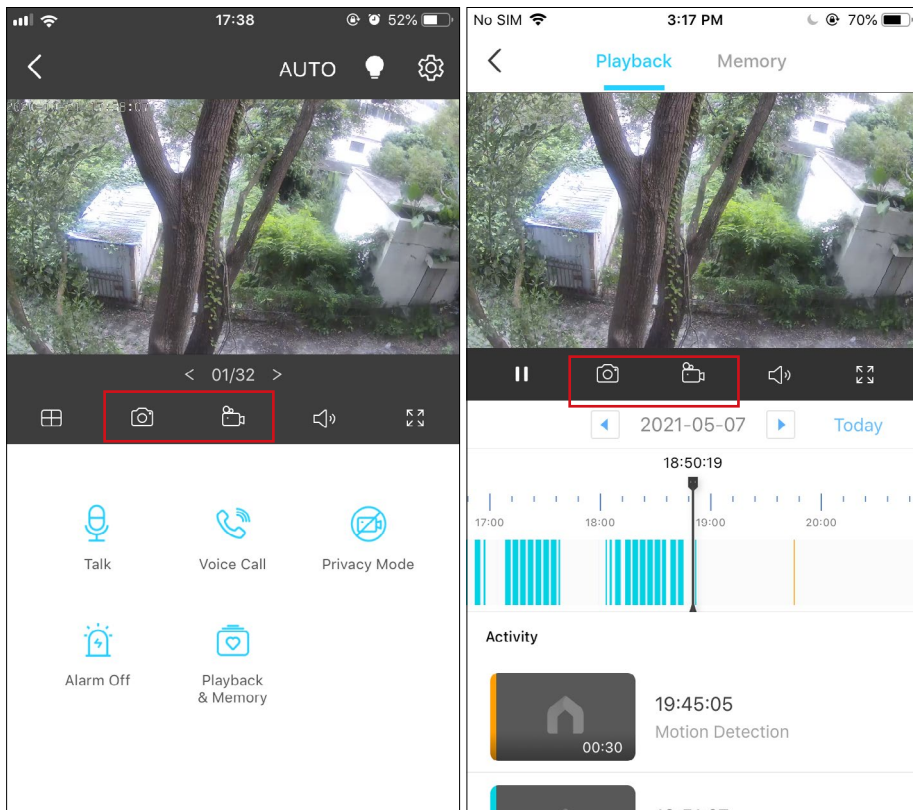 17:38
52%
AUTO
< 01/32 >
Talk
Voice Call
Privacy Mode
Alarm Off
Playback
& Memory
No SIM
3:17 PM
70%
Playback
Memory
2021-05-07
Today
18:50:19
17:00
18:00
19:00
20:00
Activity
00:30
19:45:05
Motion Detection